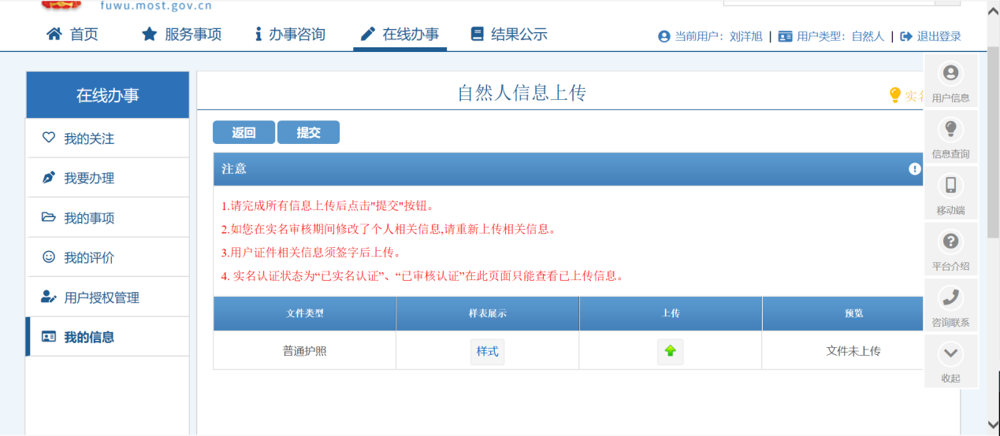 fuwu.most.gov.cn
首页 服务事项 办事咨询 在线办事 结果公示
当前用户：刘洋旭 | 用户类型：自然人 | 退出登录
在线办事
我的关注
我要办理
我的事项
我的评价
用户授权管理
我的信息
自然人信息上传
实名
返回 提交
注意
1.请完成所有信息上传后点击"提交"按钮。
2.如您在实名审核期间修改了个人相关信息,请重新上传相关信息。
3.用户证件相关信息须签字后上传。
4. 实名认证状态为“已实名认证”、“已审核认证”在此页面只能查看已上传信息。
文件类型 样表展示 上传 预览
普通护照 样式 文件未上传
用户信息
信息查询
移动端
平台介绍
咨询联系
收起